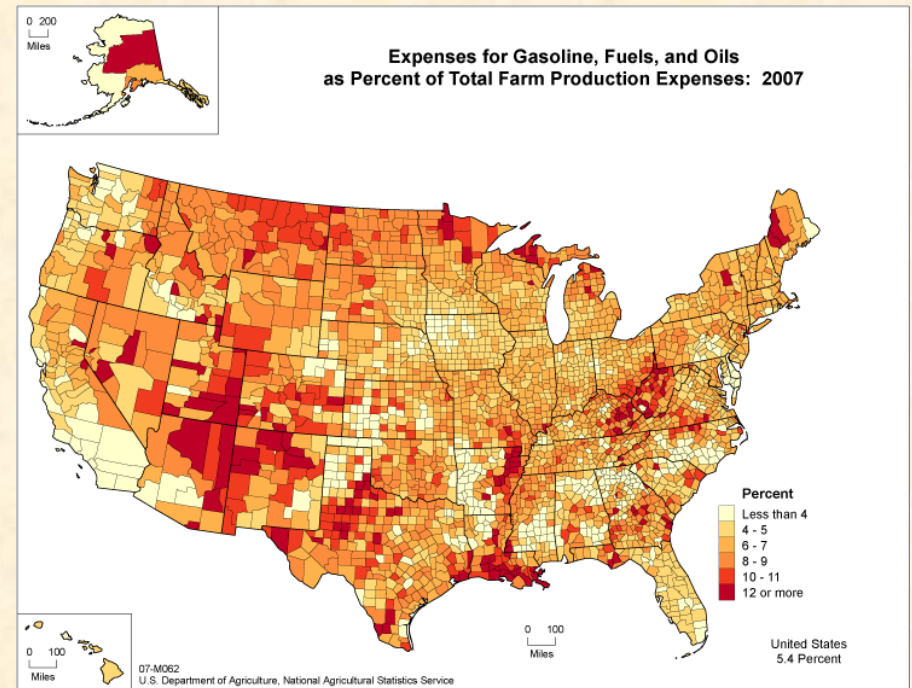 0 200
Miles
Expenses for Gasoline, Fuels, and Oils
as Percent of Total Farm Production Expenses: 2007
Percent
Less than 4
4 - 5
6 - 7
8 - 9
10 - 11
12 or more
0 100
Miles
0 100
Miles
United States
5.4 Percent
07-M062
U.S. Department of Agriculture, National Agricultural Statistics Service